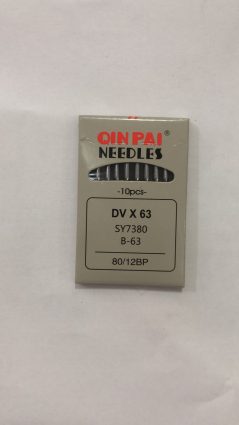 QIN PAI®
NEEDLES
-10pcs-
DV X 63
SY7380
B-63
80/12BP